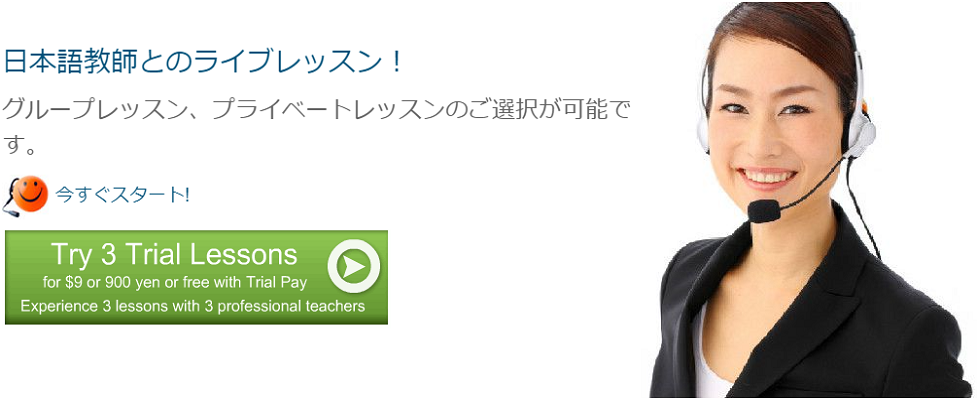 日本語教師とのライブレッスン！
グループレッスン、プライベートレッスンのご選択が可能で
す。
今すぐスタート!
Try 3 Trial Lessons
for $9 or 900 yen or free with Trial Pay
Experience 3 lessons with 3 professional teachers